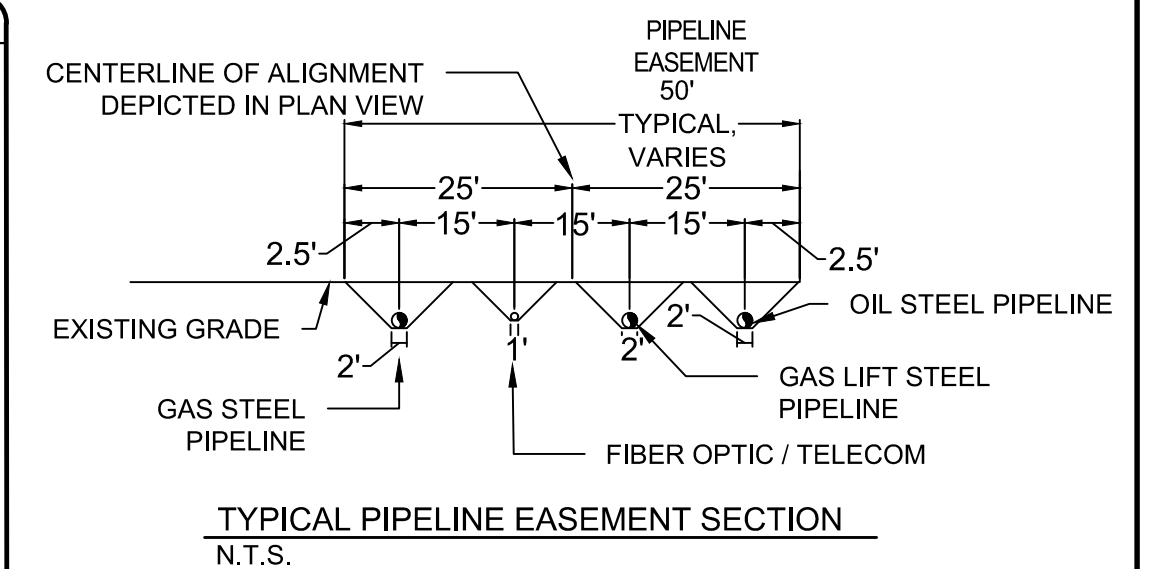 PIPELINE
EASEMENT
50'
TYPICAL,
VARIES
CENTERLINE OF ALIGNMENT
DEPICTED IN PLAN VIEW
25'
25'
15'
15'
15'
2.5'
2.5'
EXISTING GRADE
OIL STEEL PIPELINE
2'
1'
2'
2'
GAS STEEL
PIPELINE
GAS LIFT STEEL
PIPELINE
FIBER OPTIC / TELECOM
TYPICAL PIPELINE EASEMENT SECTION
N.T.S.